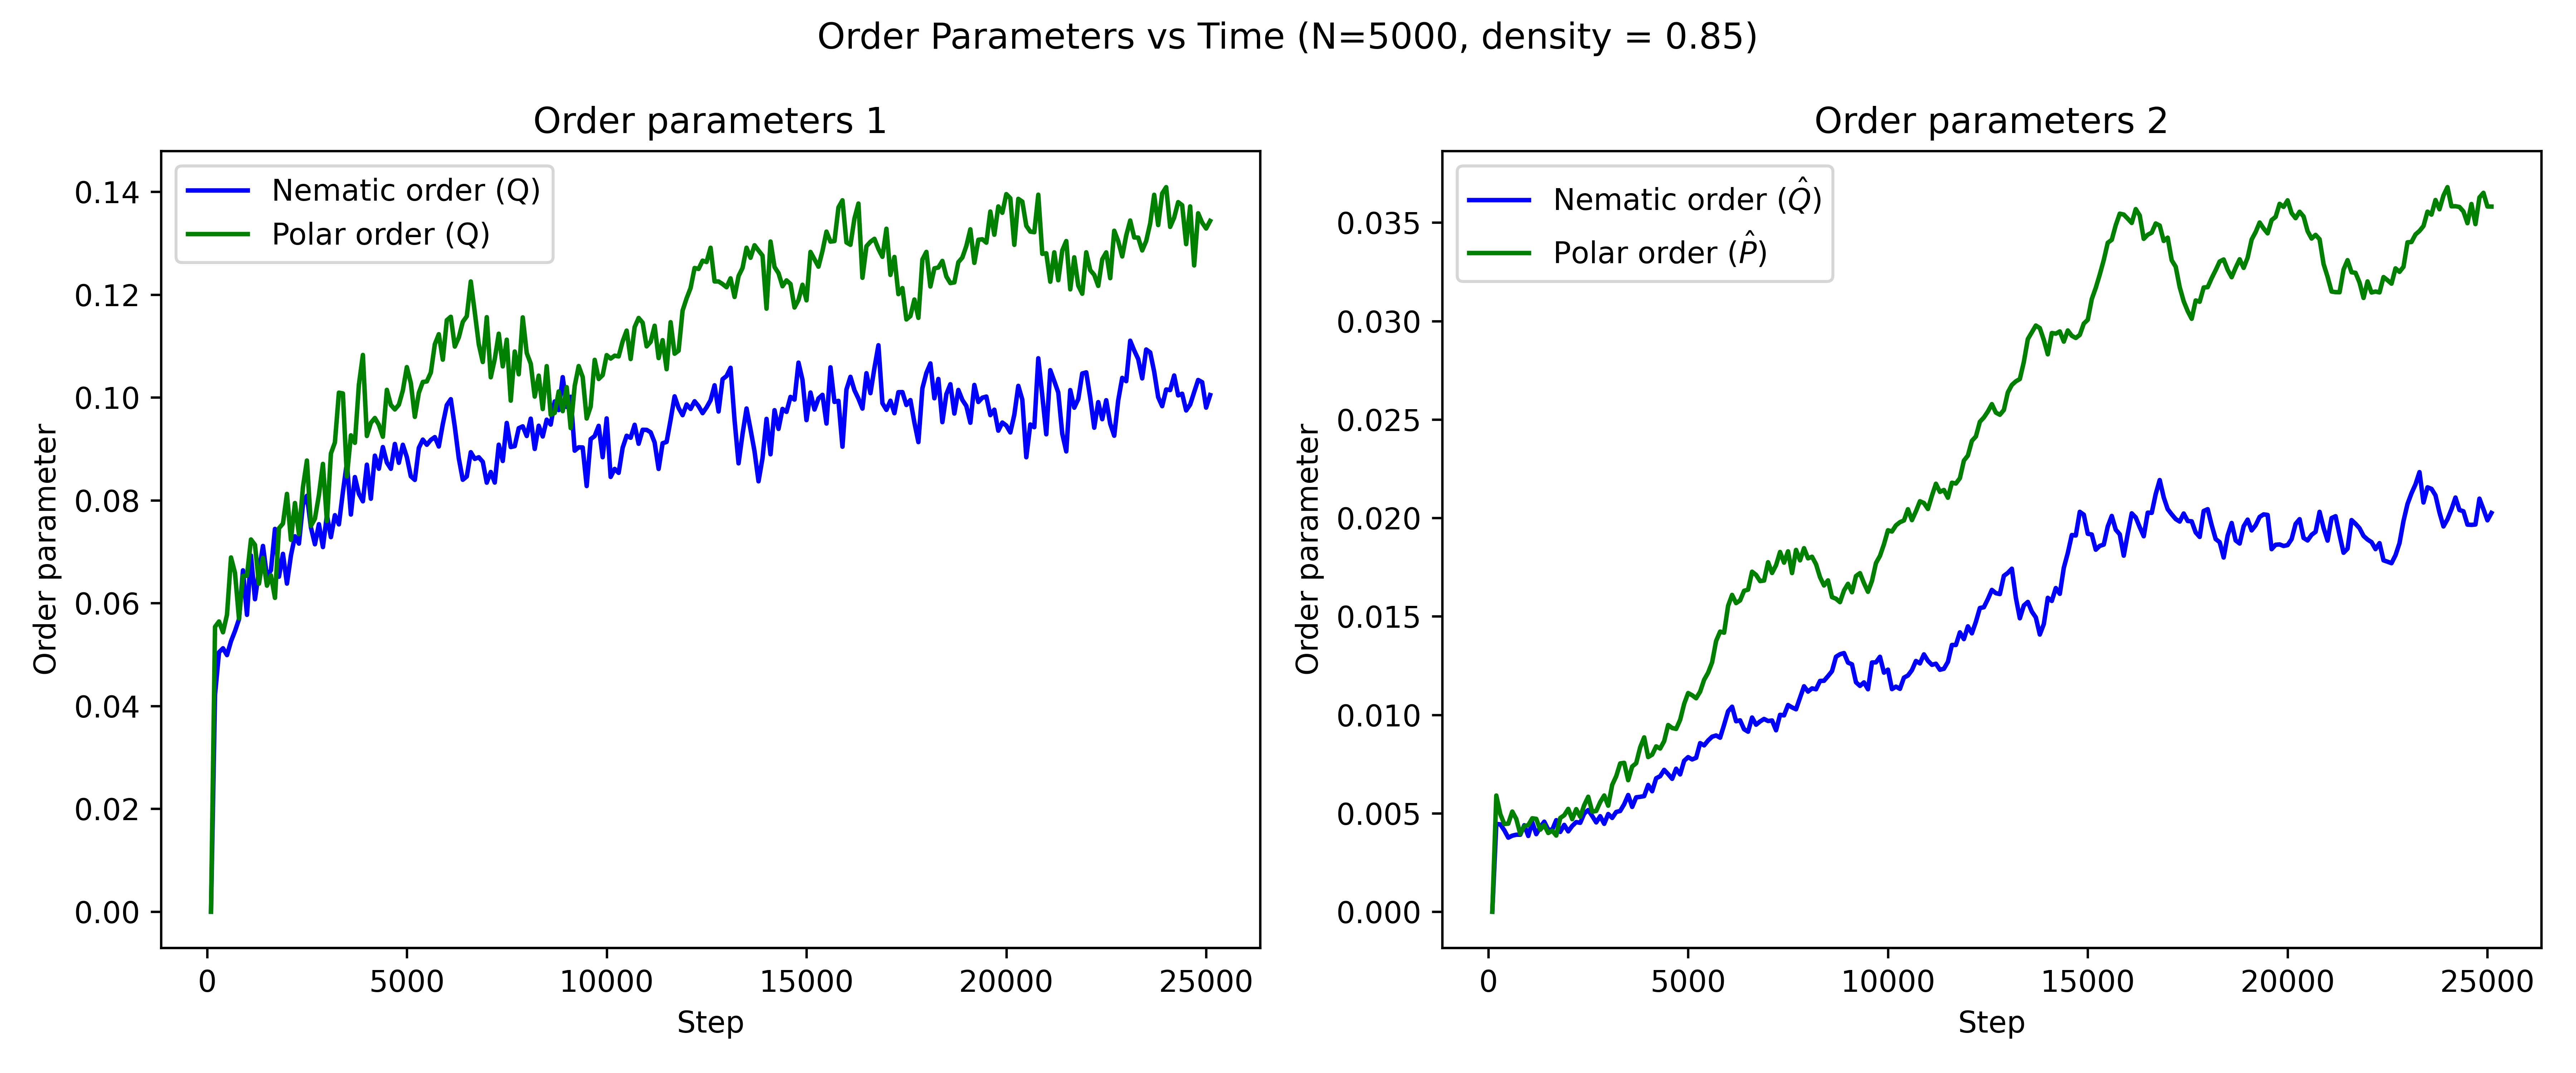 Order Parameters vs Time (N=5000, density = 0.85)
Order parameters 1
Nematic order (Q)
Polar order (Q)
0.14
0.12
0.10
0.08
0.06
0.04
0.02
0.00
Order parameter
0 5000 10000 15000 20000 25000
Step
Order parameters 2
Nematic order (Q̂)
Polar order (P̂)
0.035
0.030
0.025
0.020
0.015
0.010
0.005
0.000
Order parameter
0 5000 10000 15000 20000 25000
Step